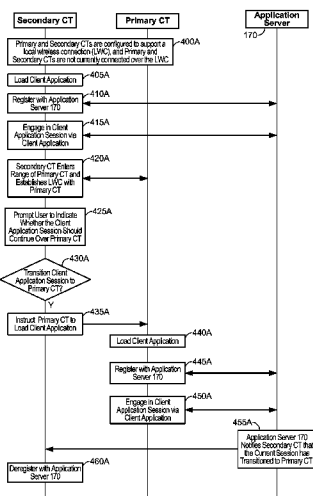 Secondary CT
Primary CT
Application
Server
170
Primary and Secondary CTs are configured to support a
local wireless connection (LWC), and Primary and
Secondary CTs are not currently connected over the LWC
400A
Load Client Application
405A
Register with Application
Server 170
410A
Engage in Client
Application Session via
Client Application
415A
Secondary CT Enters
Range of Primary CT and
Establishes LWC with
Primary CT
420A
Prompt User to Indicate
Whether the Client
Application Session Should
Continue Over Primary CT
425A
Transition Client
Application Session to
Primary CT?
430A
Y
Instruct Primary CT to
Load Client Application
435A
Load Client Application
440A
Register with Application
Server 170
445A
Engage in Client
Application Session via
Client Application
450A
455A
Application Server 170
Notifies Secondary CT that
the Current Session has
Transitioned to Primary CT
Deregister with Application
Server 170
460A